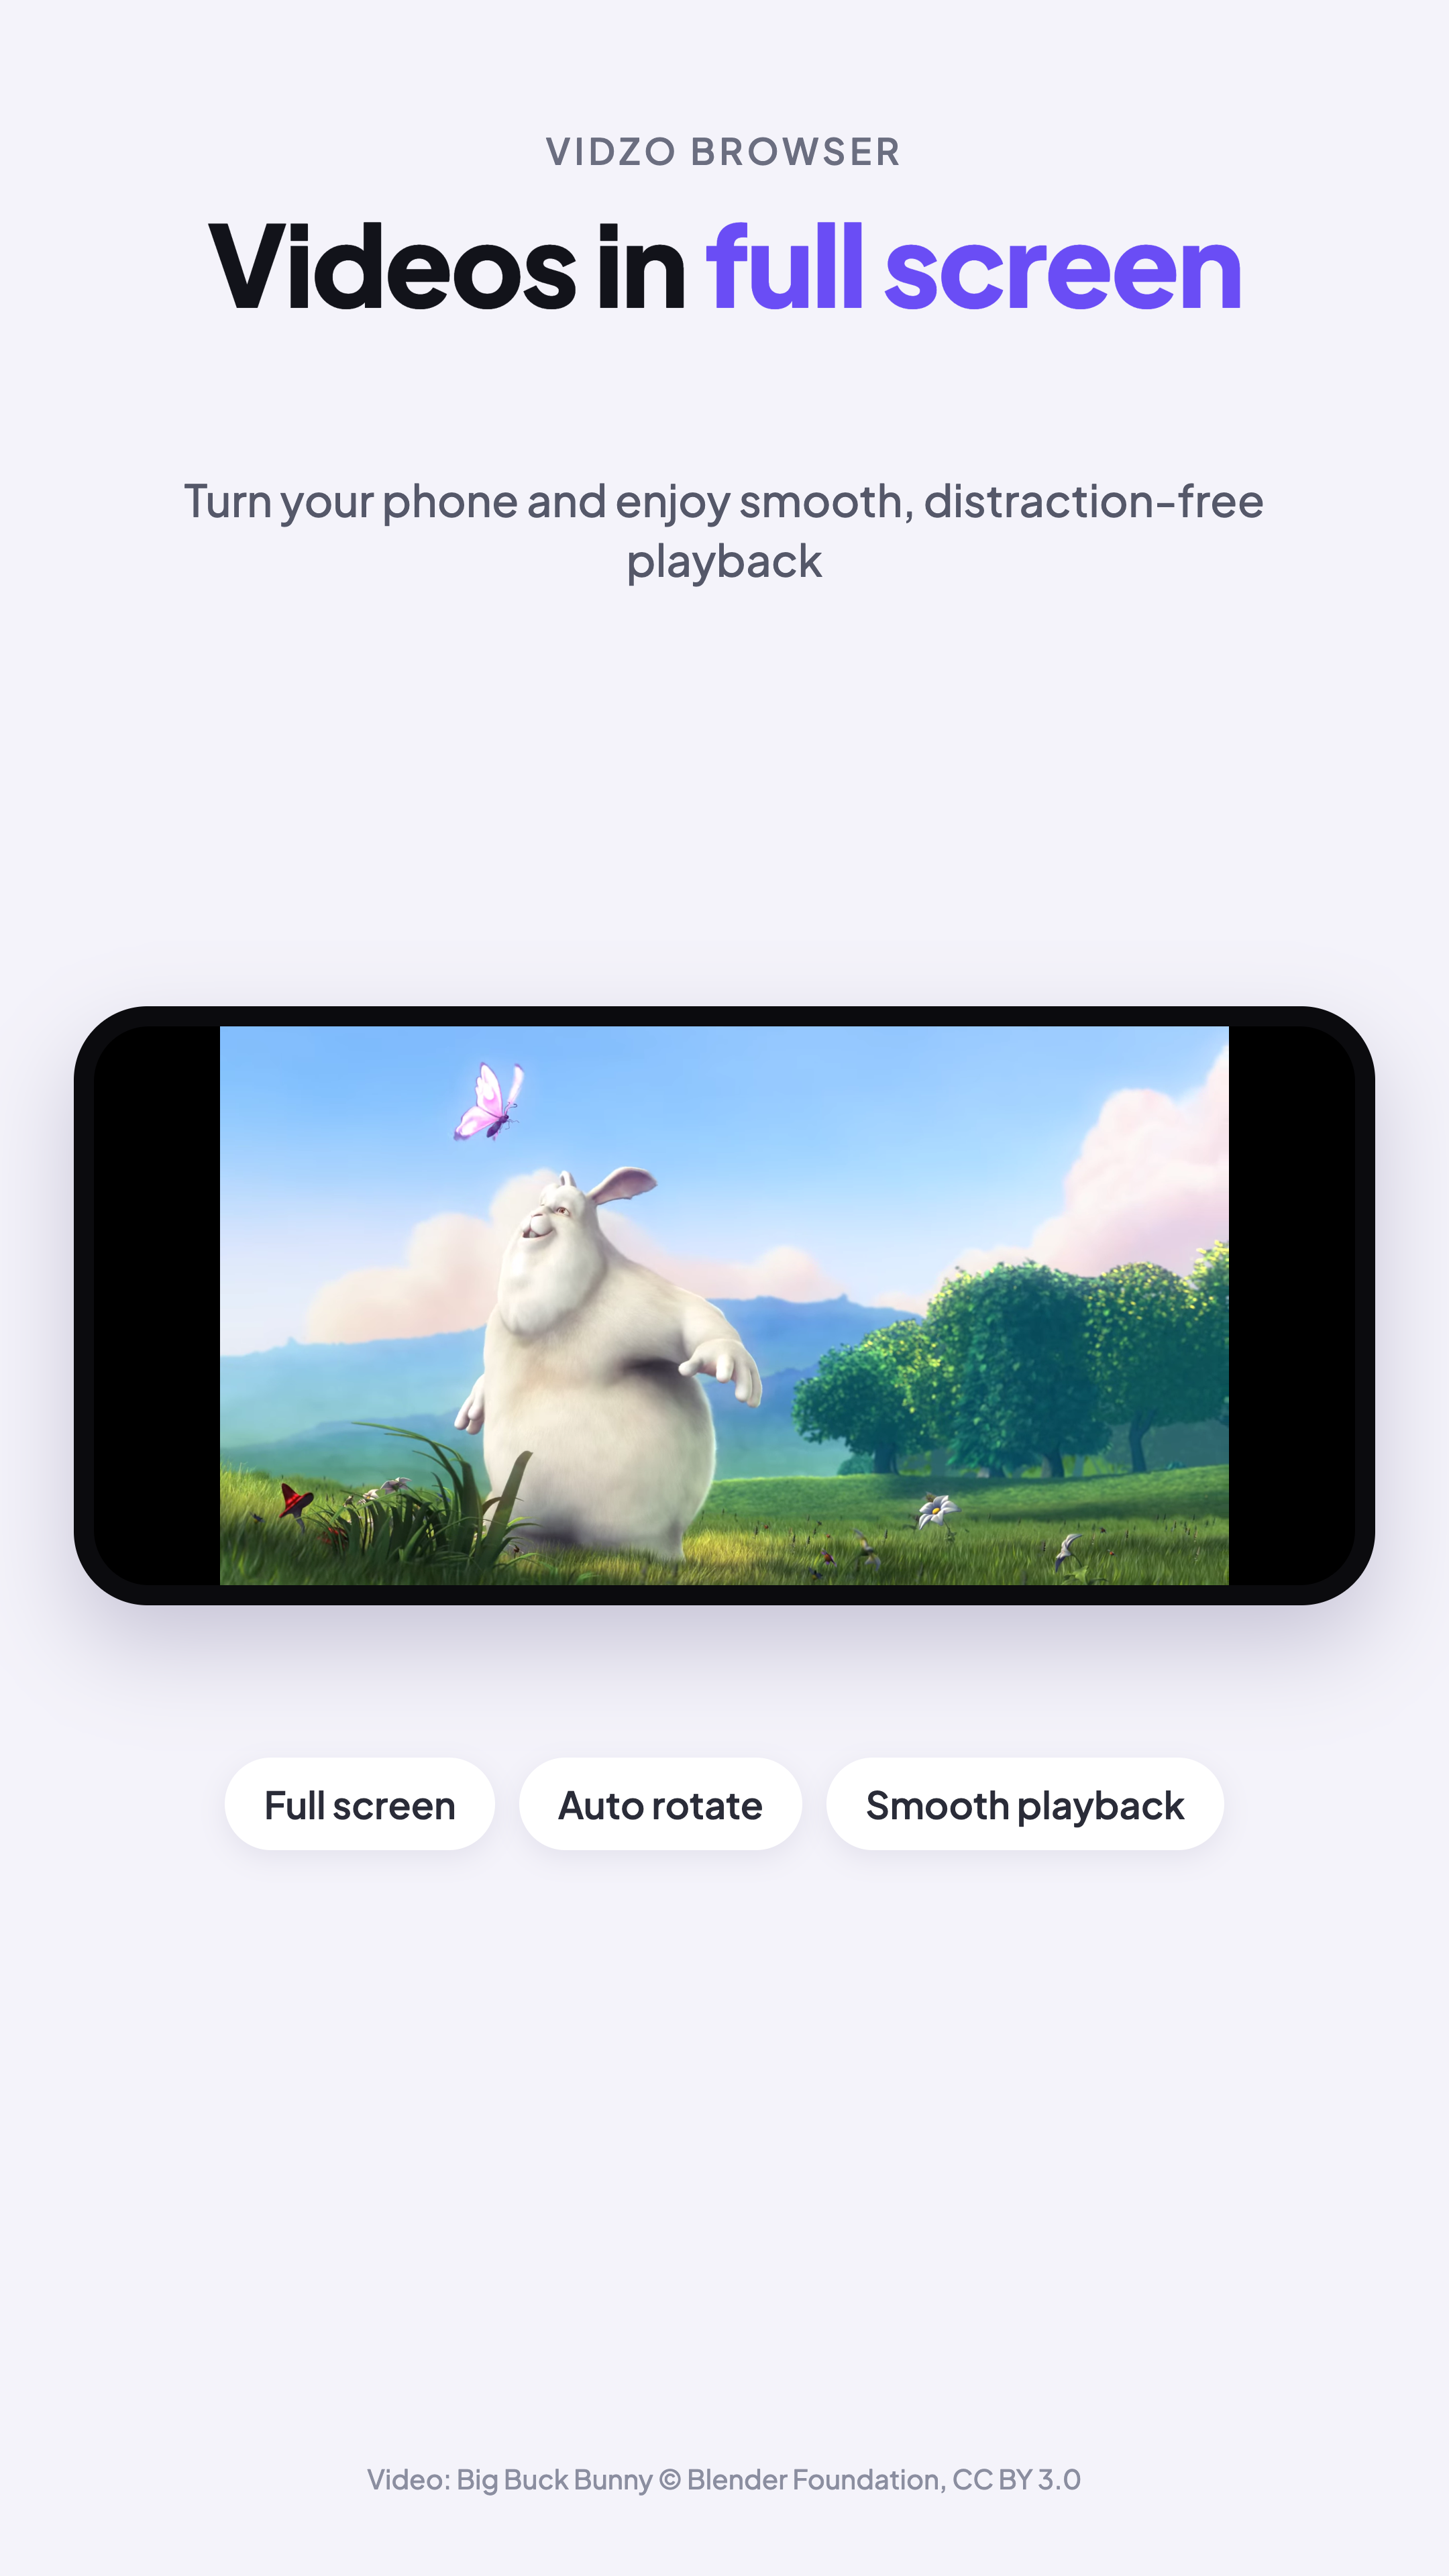 VIDZO BROWSER
Videos in full screen
Turn your phone and enjoy smooth, distraction-free
playback
Full screen
Auto rotate
Smooth playback
Video: Big Buck Bunny © Blender Foundation, CC BY 3.0